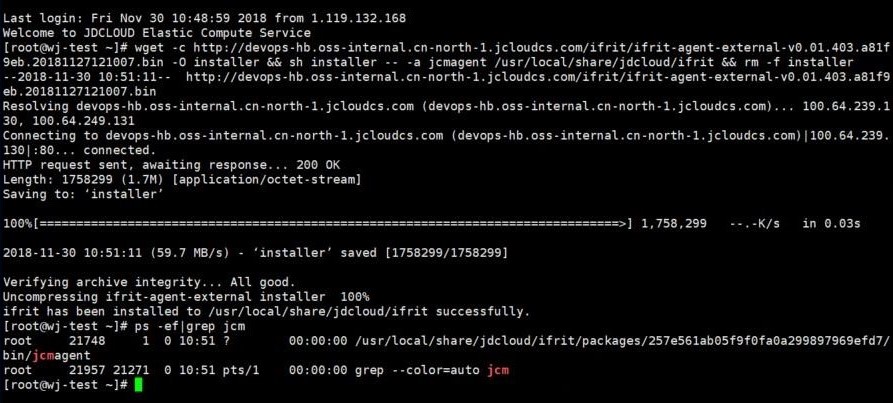 Last login: Fri Nov 30 10:48:59 2018 from 1.119.132.168
Welcome to JDCLOUD Elastic Compute Service
[root@wj-test ~]# wget -c http://devops-hb.oss-internal.cn-north-1.jcloudcs.com/ifrit/ifrit-agent-external-v0.01.403.a81f
9eb.20181127121007.bin -O installer && sh installer -- -a jcmagent /usr/local/share/jdcloud/ifrit && rm -f installer
--2018-11-30 10:51:11--  http://devops-hb.oss-internal.cn-north-1.jcloudcs.com/ifrit/ifrit-agent-external-v0.01.403.a81f9
eb.20181127121007.bin
Resolving devops-hb.oss-internal.cn-north-1.jcloudcs.com (devops-hb.oss-internal.cn-north-1.jcloudcs.com)... 100.64.239.1
30, 100.64.249.131
Connecting to devops-hb.oss-internal.cn-north-1.jcloudcs.com (devops-hb.oss-internal.cn-north-1.jcloudcs.com)|100.64.239.
130|:80... connected.
HTTP request sent, awaiting response... 200 OK
Length: 1758299 (1.7M) [application/octet-stream]
Saving to: ‘installer’
100%[================================================================================>] 1,758,299   --.-K/s   in 0.03s
2018-11-30 10:51:11 (59.7 MB/s) - ‘installer’ saved [1758299/1758299]
Verifying archive integrity... All good.
Uncompressing ifrit-agent-external installer  100%
ifrit has been installed to /usr/local/share/jdcloud/ifrit successfully.
[root@wj-test ~]# ps -ef|grep jcm
root     21748     1  0 10:51 ?        00:00:00 /usr/local/share/jdcloud/ifrit/packages/257e561ab05f9f0fa0a299897969efd7/
bin/jcmagent
root     21957 21271  0 10:51 pts/1    00:00:00 grep --color=auto jcm
[root@wj-test ~]#